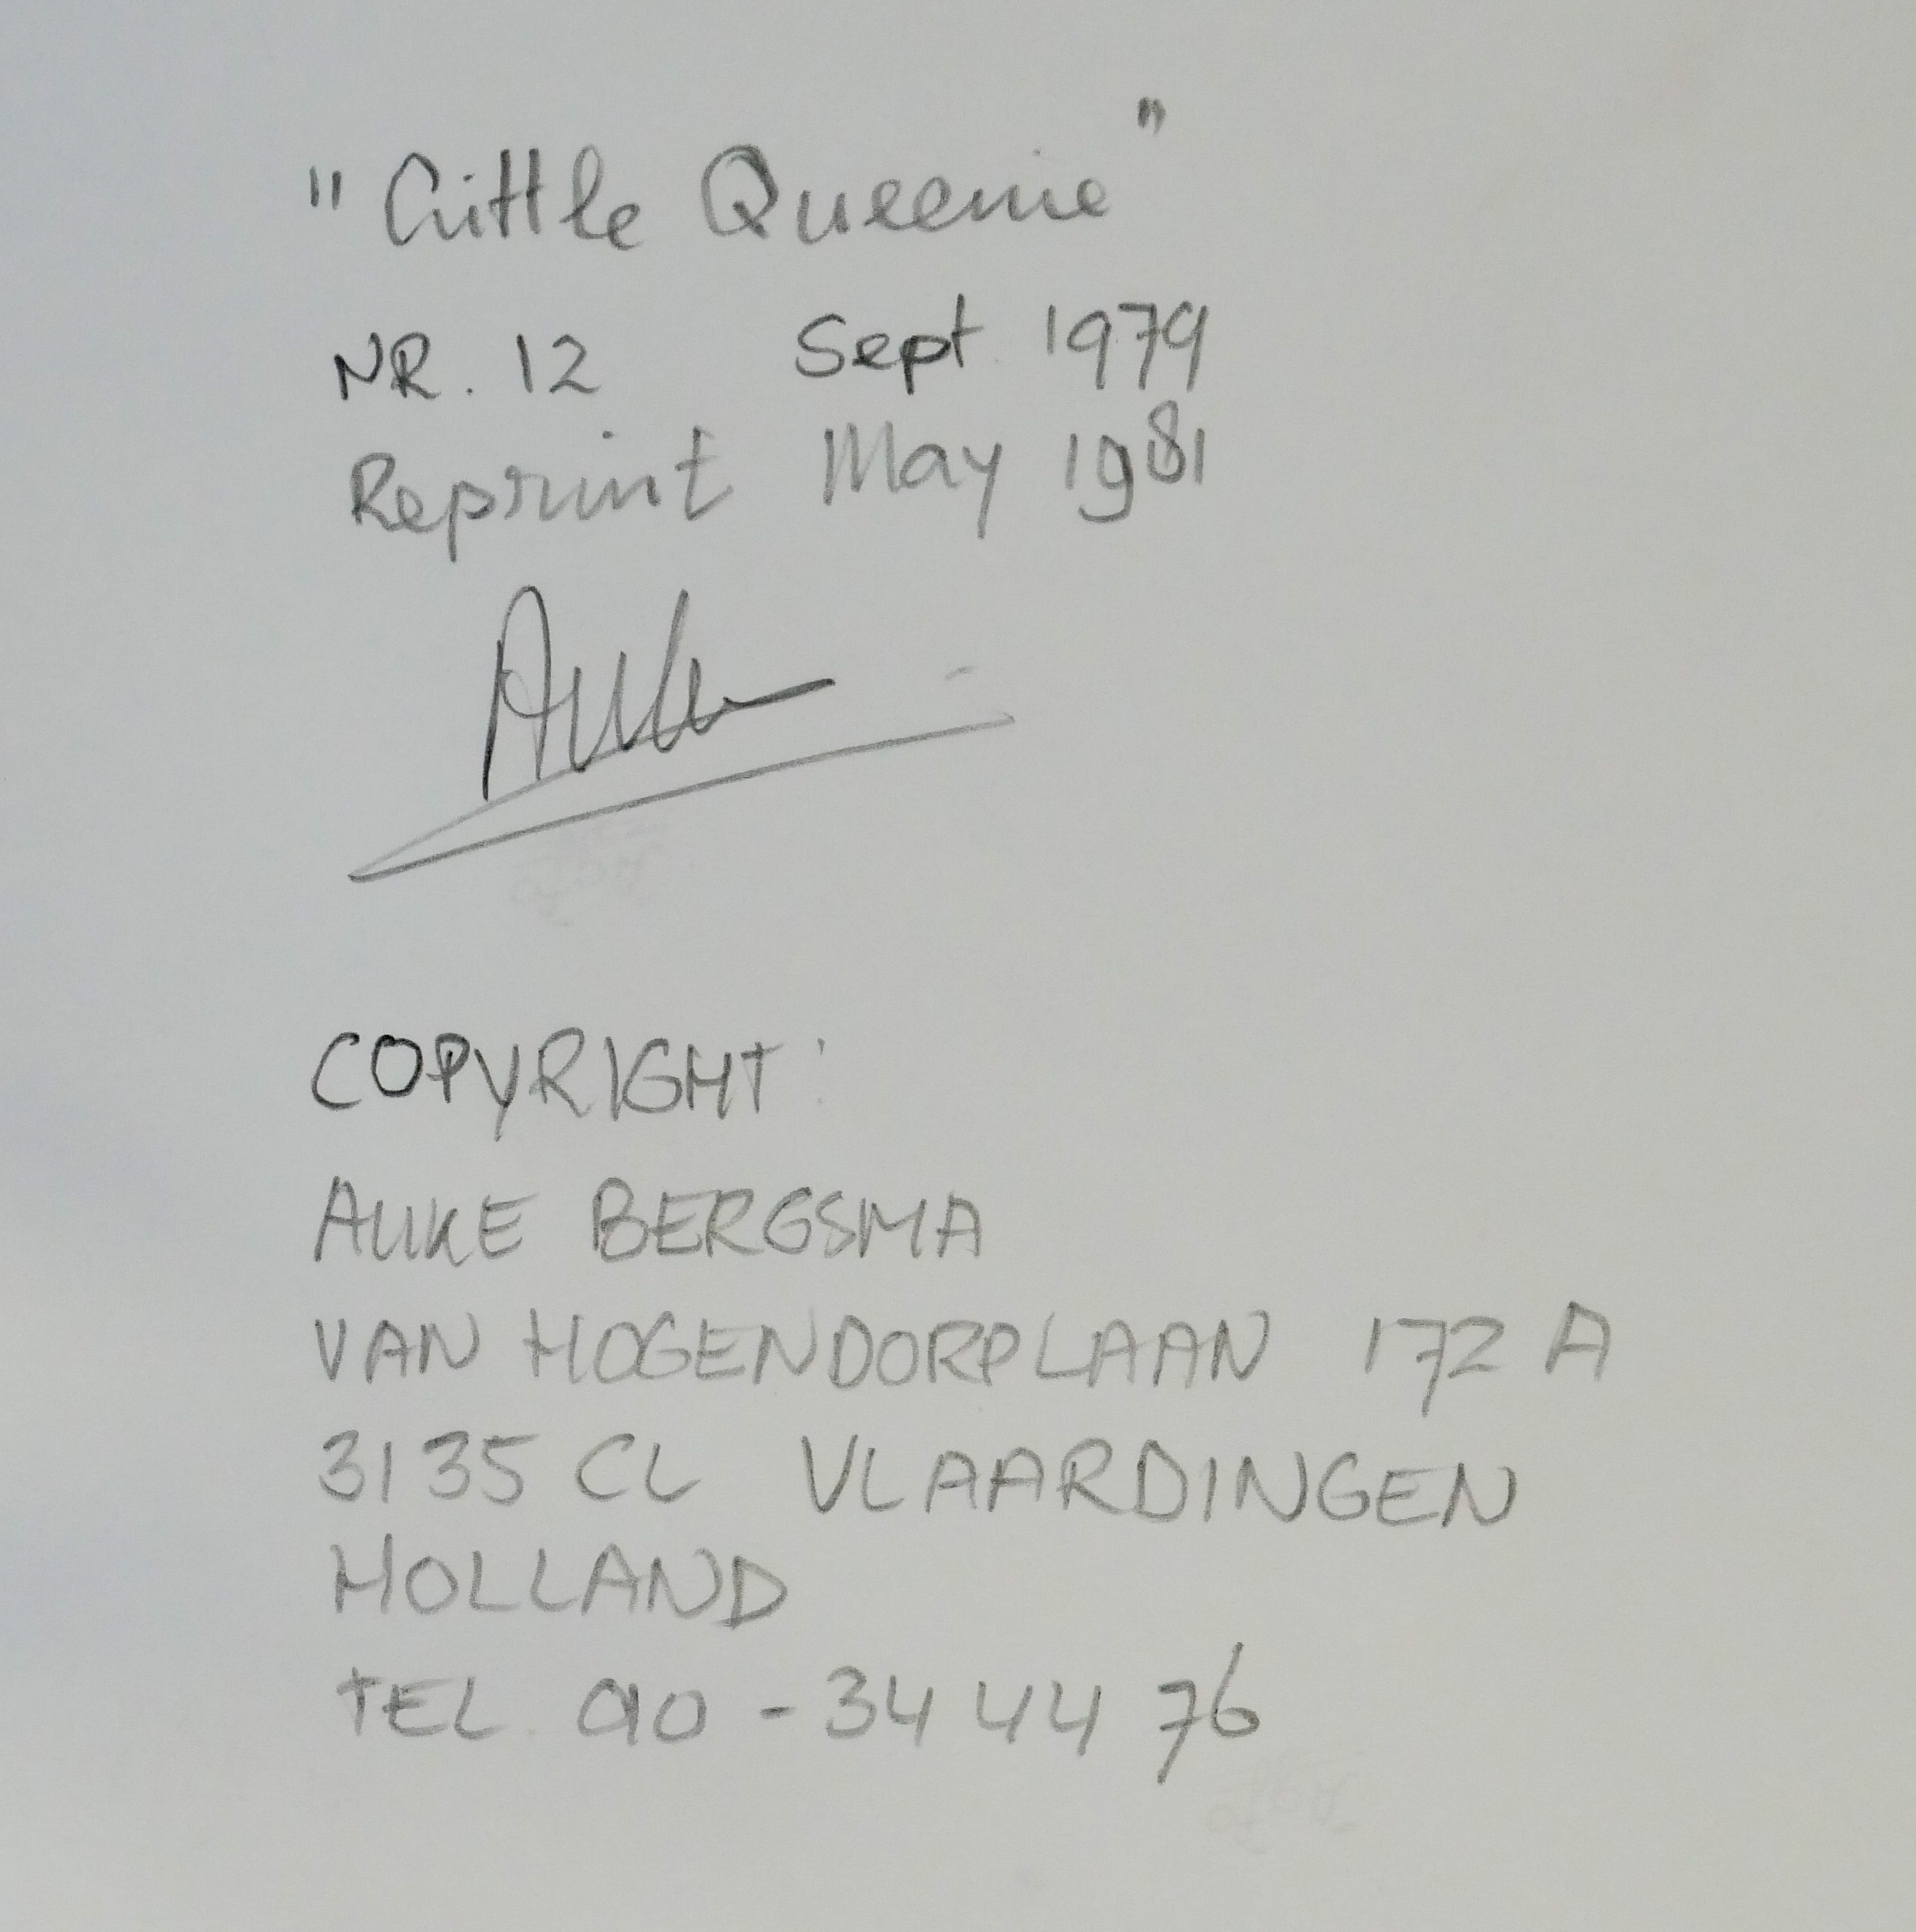 "Little Queenie"
NR. 12 Sept 1979
Reprint May 1981
Auke
COPYRIGHT:
AUKE BERGSMA
VAN HOGENDORPLAAN 172 A
3135 CL VLAARDINGEN
HOLLAND
TEL. 010 - 34 44 76